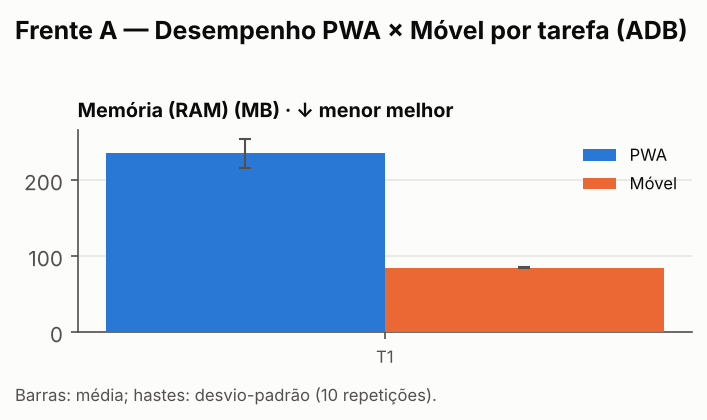 Frente A — Desempenho PWA × Móvel por tarefa (ADB)
Memória (RAM) (MB) · ↓ menor melhor
PWA
Móvel
200
100
0
T1
Barras: média; hastes: desvio-padrão (10 repetições).